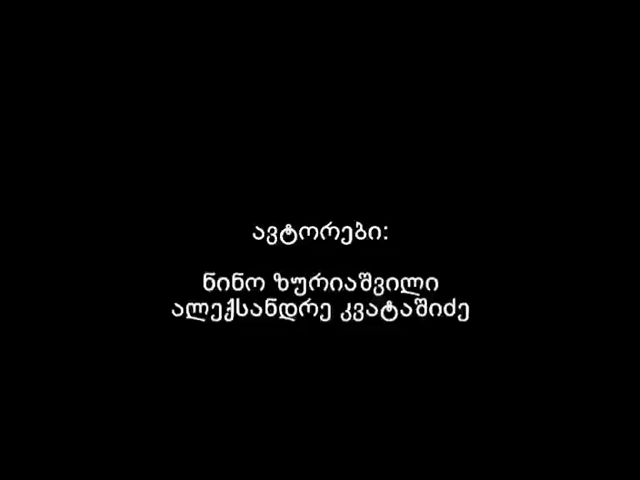 ავტორები:
ნინო ზურიაშვილი
ალექსანდრე კვატაშიძე